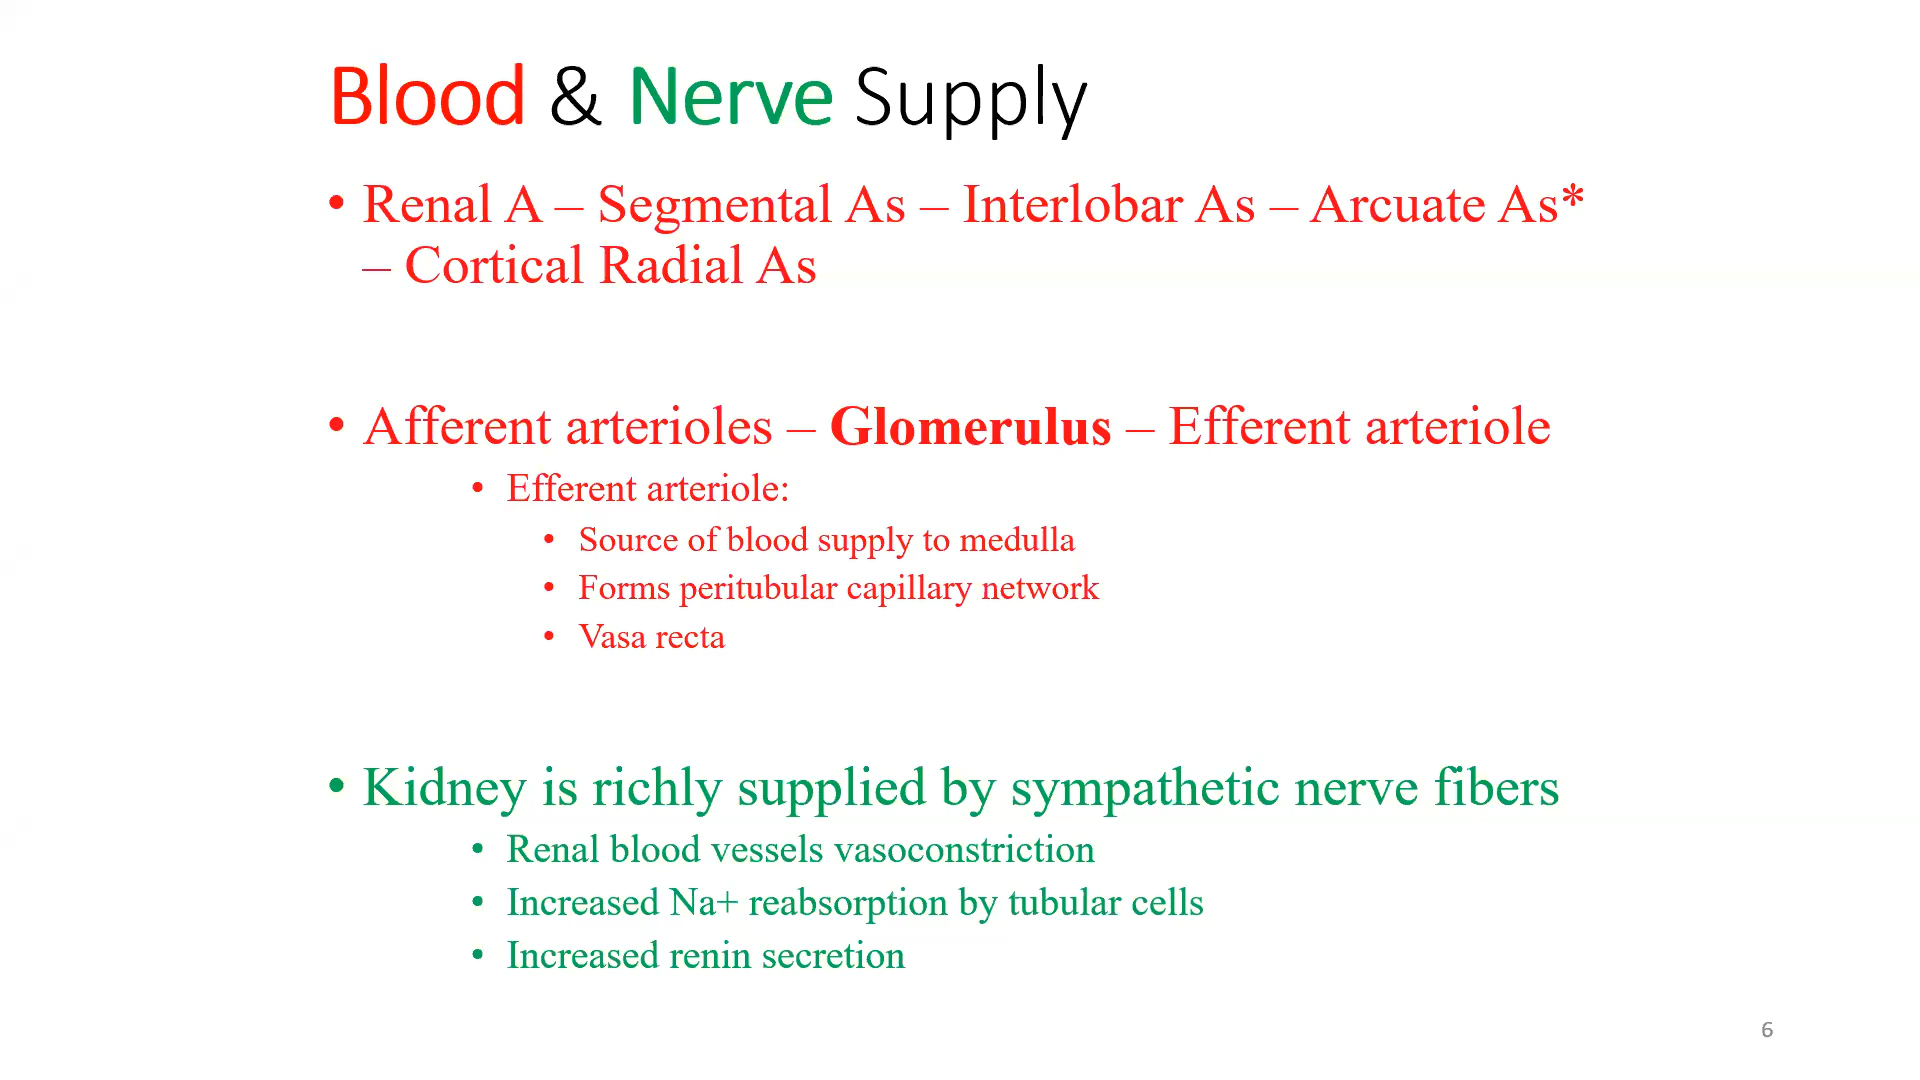 Blood & Nerve Supply
• Renal A – Segmental As – Interlobar As – Arcuate As*
– Cortical Radial As
• Afferent arterioles – Glomerulus – Efferent arteriole
• Efferent arteriole:
• Source of blood supply to medulla
• Forms peritubular capillary network
• Vasa recta
• Kidney is richly supplied by sympathetic nerve fibers
• Renal blood vessels vasoconstriction
• Increased Na+ reabsorption by tubular cells
• Increased renin secretion
6